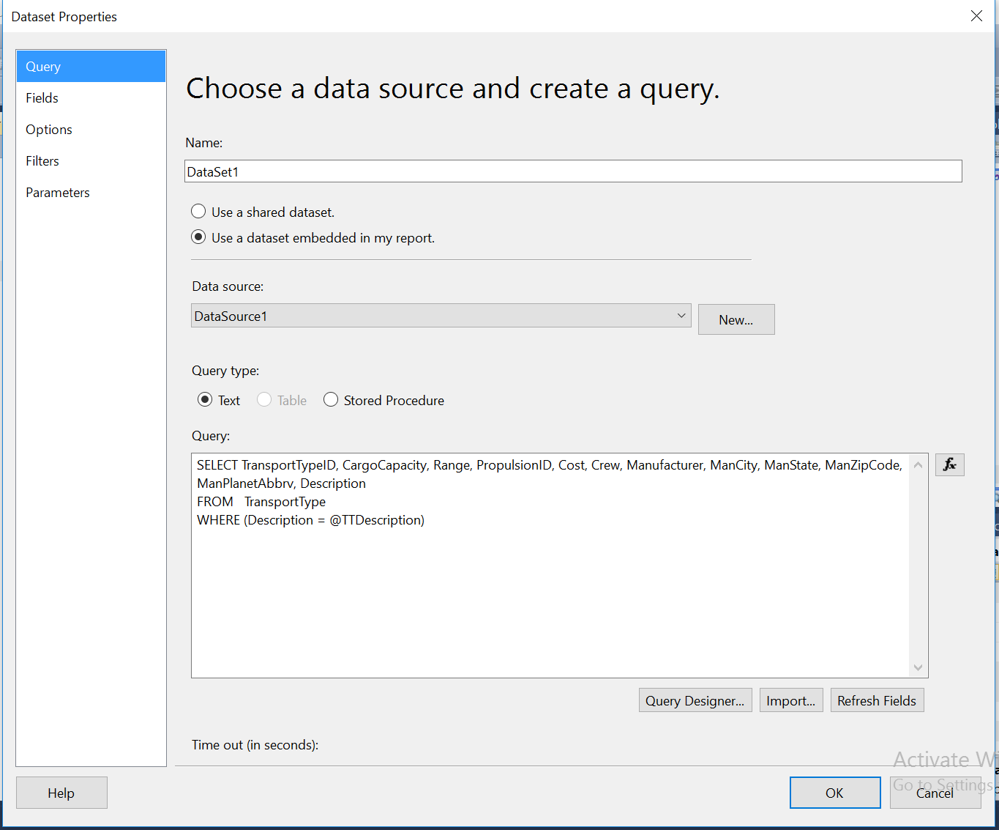 Dataset Properties
Query
Fields
Options
Filters
Parameters
Choose a data source and create a query.
Name:
DataSet1
Use a shared dataset.
Use a dataset embedded in my report.
Data source:
DataSource1
New...
Query type:
Text
Table
Stored Procedure
Query:
SELECT TransportTypeID, CargoCapacity, Range, PropulsionID, Cost, Crew, Manufacturer, ManCity, ManState, ManZipCode,
ManPlanetAbbrv, Description
FROM TransportType
WHERE (Description = @TTDescription)
fx
Query Designer...
Import...
Refresh Fields
Time out (in seconds):
Activate
Go to Settings
Help
OK
Cancel